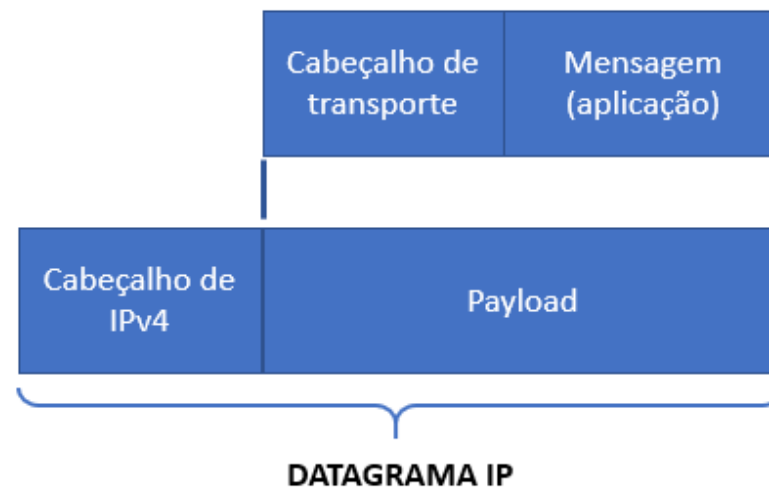 Cabeçalho de
transporte
Mensagem
(aplicação)
Cabeçalho de
IPv4
Payload
DATAGRAMA IP